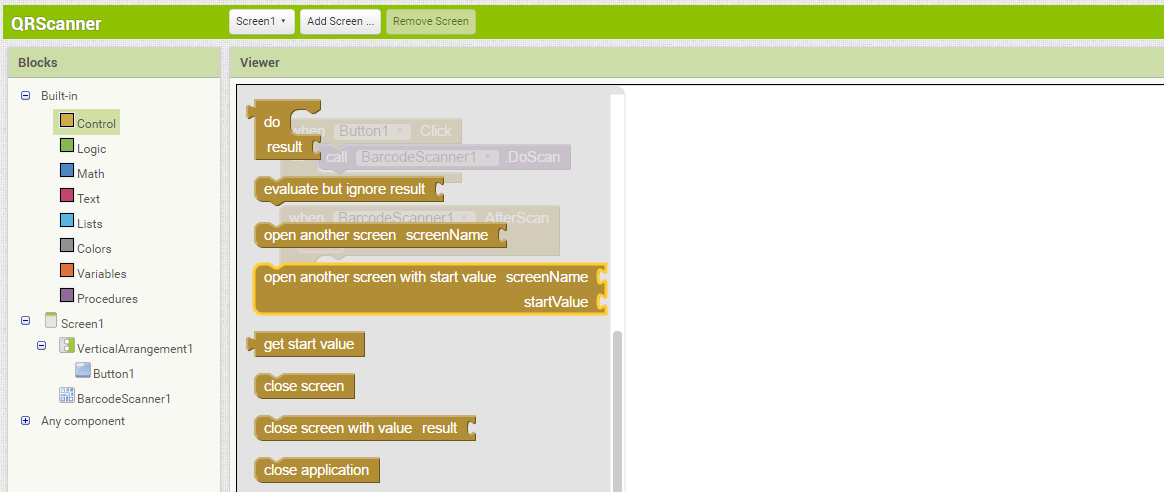 QRScanner
Screen1
Add Screen ...
Remove Screen
Blocks
Viewer
Built-in
Control
Logic
Math
Text
Lists
Colors
Variables
Procedures
Screen1
VerticalArrangement1
Button1
BarcodeScanner1
Any component
do
result
when Button1 .Click
call BarcodeScanner1 .DoScan
evaluate but ignore result
when BarcodeScanner1 .AfterScan
open another screen screenName
open another screen with start value screenName
startValue
get start value
close screen
close screen with value result
close application